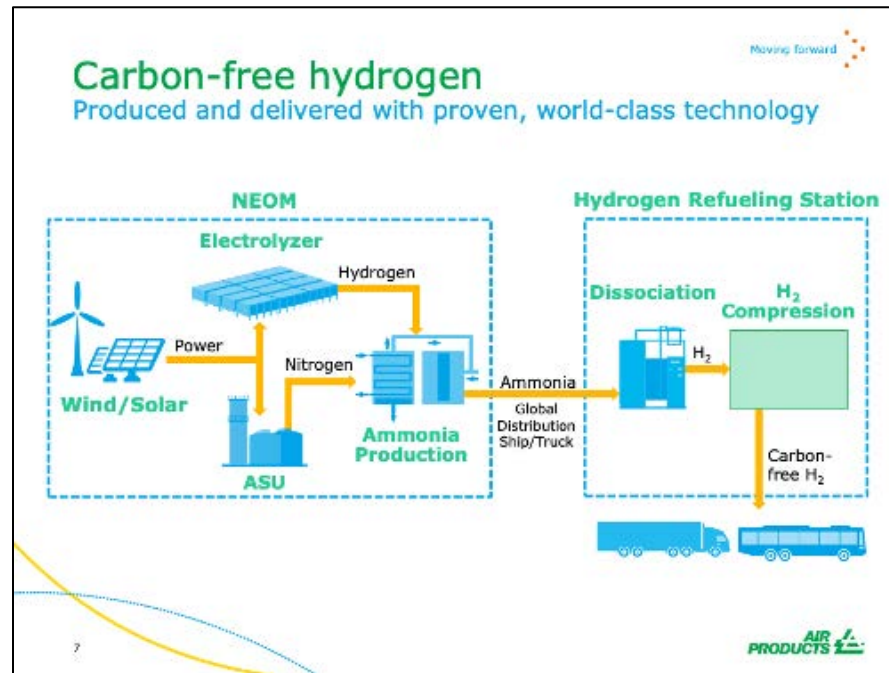 Moving forward
Carbon-free hydrogen
Produced and delivered with proven, world-class technology
NEOM
Electrolyzer
Hydrogen
Power
Nitrogen
Wind/Solar
ASU
Ammonia
Production
Ammonia
Global
Distribution
Ship/Truck
Hydrogen Refueling Station
Dissociation
H₂
H₂
Compression
Carbon-
free H₂
7
AIR
PRODUCTS